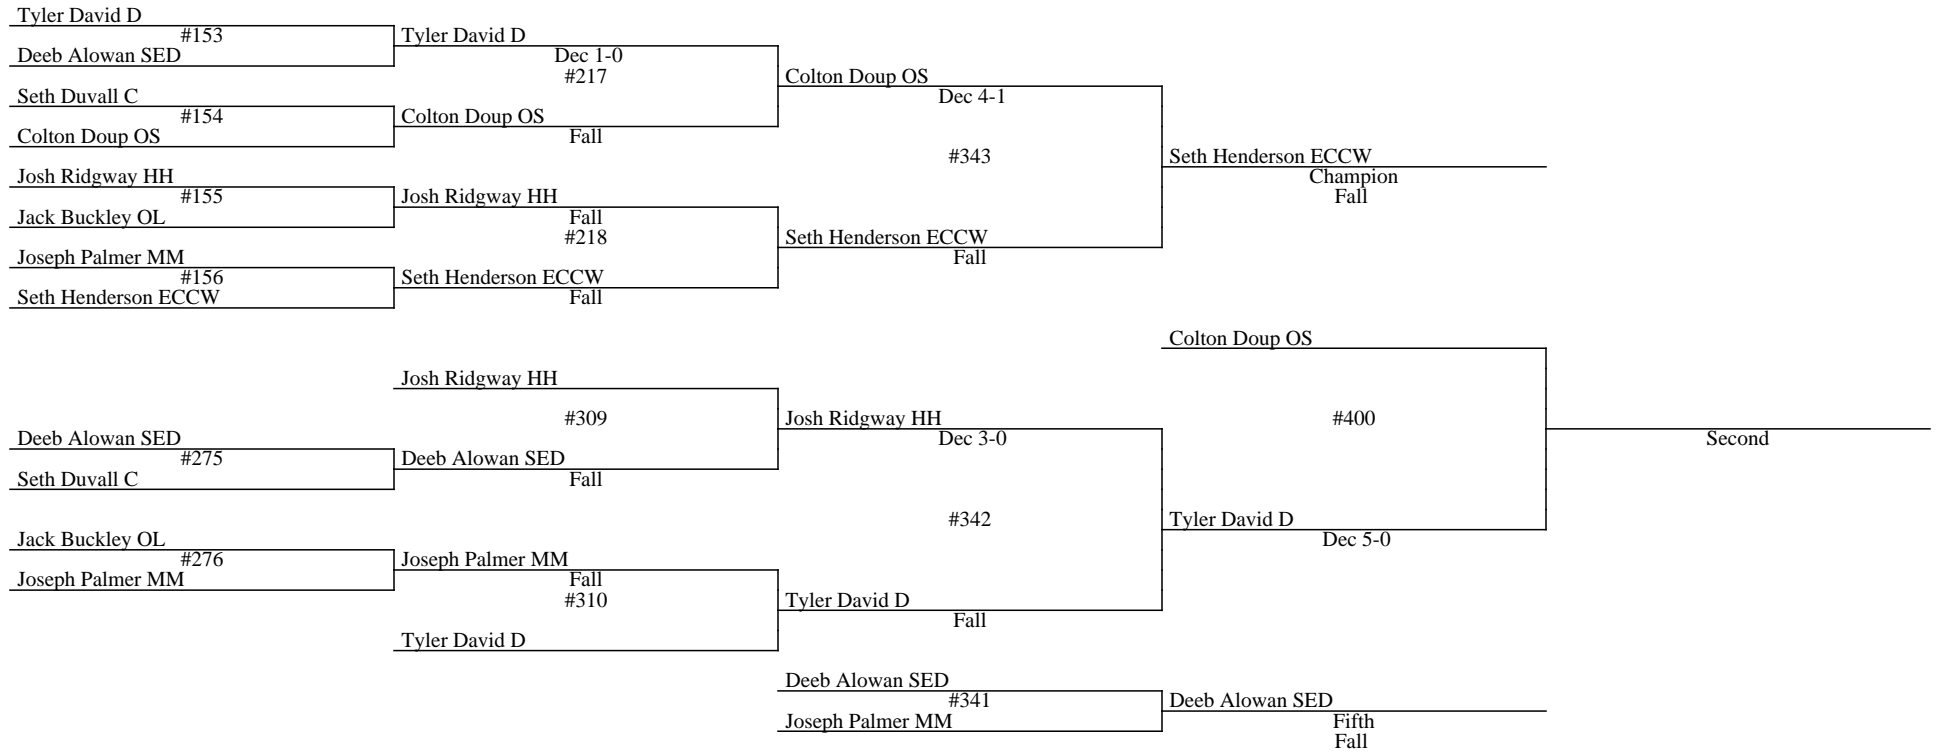 Tyler David D
#153
Deeb Alowan SED
Seth Duvall C
#154
Colton Doup OS
Josh Ridgway HH
#155
Jack Buckley OL
Joseph Palmer MM
#156
Seth Henderson ECCW
Tyler David D
Dec 1-0
#217
Colton Doup OS
Fall
Josh Ridgway HH
Fall
#218
Seth Henderson ECCW
Fall
Colton Doup OS
Dec 4-1
#343
Seth Henderson ECCW
Fall
Seth Henderson ECCW
Champion
Fall
Deeb Alowan SED
#275
Seth Duvall C
Jack Buckley OL
#276
Joseph Palmer MM
Josh Ridgway HH
#309
Deeb Alowan SED
Fall
Joseph Palmer MM
Fall
#310
Tyler David D
Josh Ridgway HH
Dec 3-0
#342
Tyler David D
Fall
Colton Doup OS
#400
Tyler David D
Dec 5-0
Second
Deeb Alowan SED
#341
Joseph Palmer MM
Deeb Alowan SED
Fifth
Fall